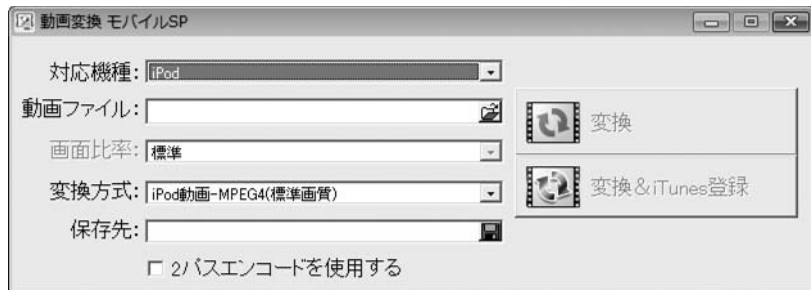 動画変換 モバイルSP
対応機種: iPod
動画ファイル:
変換
画面比率: 標準
変換方式: iPod動画-MPEG4(標準画質)
変換&iTunes登録
保存先:
2パスエンコードを使用する